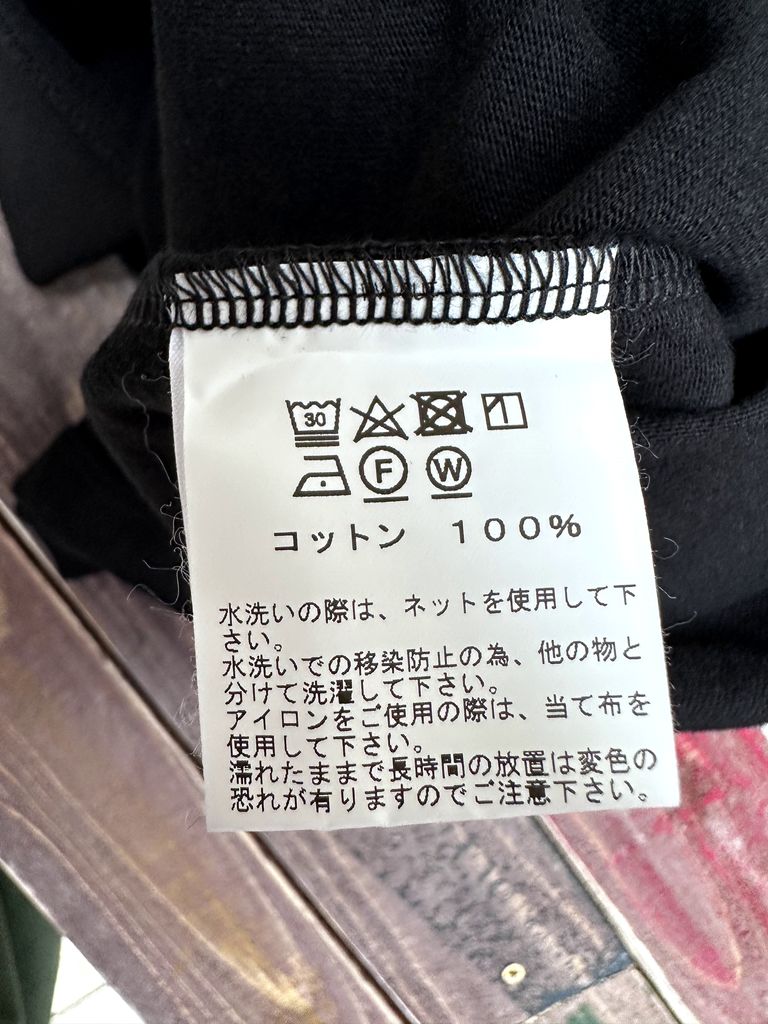 30
F W
コットン 100%
水洗いの際は、ネットを使用して下
さい。
水洗いでの移染防止の為、他の物と
分けて洗濯して下さい。
アイロンをご使用の際は、当て布を
使用して下さい。
濡れたままで長時間の放置は変色の
恐れが有りますのでご注意下さい。